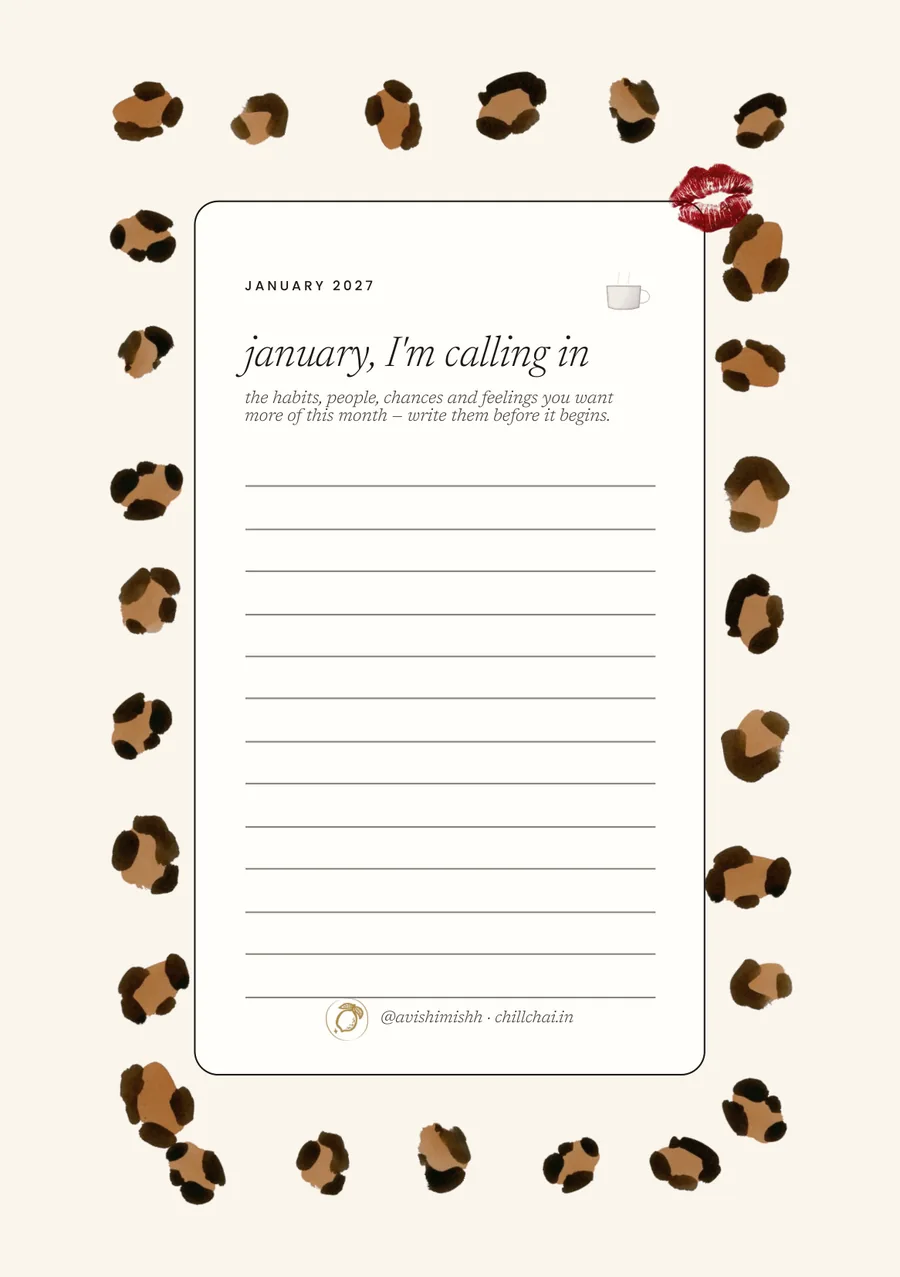 JANUARY 2027
january, I'm calling in
the habits, people, chances and feelings you want
more of this month – write them before it begins.
@avishimishh · chillchai.in